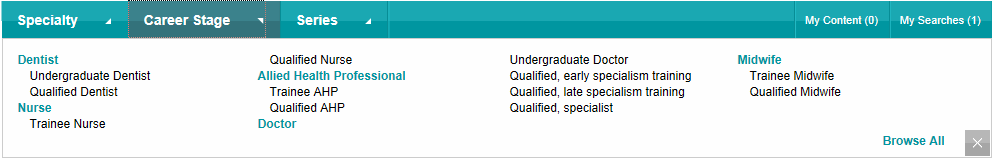 Specialty
Career Stage
Series
My Content (0)
My Searches (1)
Dentist
Undergraduate Dentist
Qualified Dentist
Nurse
Trainee Nurse
Qualified Nurse
Allied Health Professional
Trainee AHP
Qualified AHP
Doctor
Undergraduate Doctor
Qualified, early specialism training
Qualified, late specialism training
Qualified, specialist
Midwife
Trainee Midwife
Qualified Midwife
Browse All